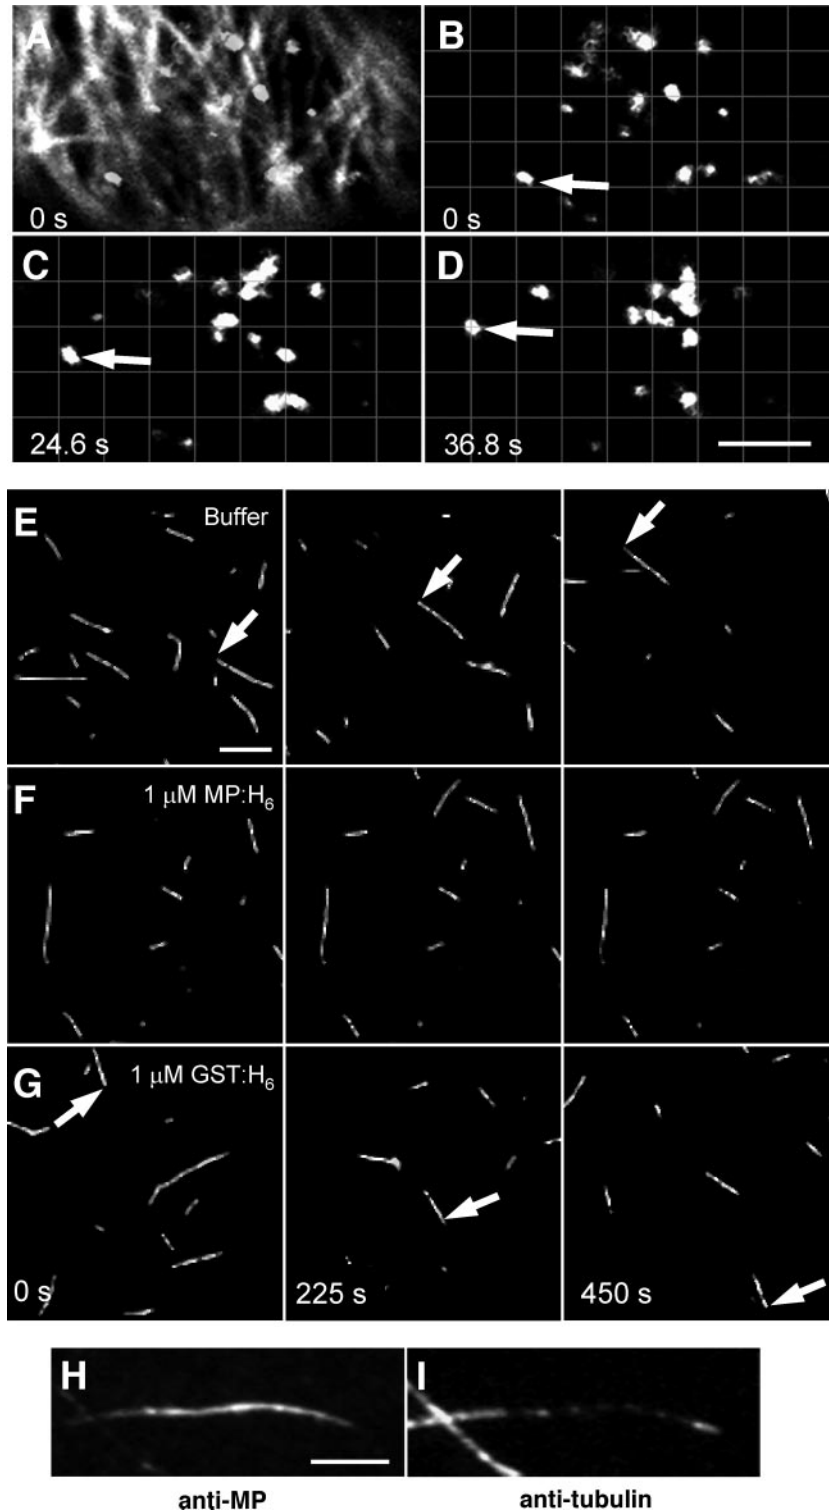 A
0 s
B
0 s
C
24.6 s
D
36.8 s
E
Buffer
F
1 μM MP:H₆
G
1 μM GST:H₆
0 s
225 s
450 s
H
I
anti-MP
anti-tubulin